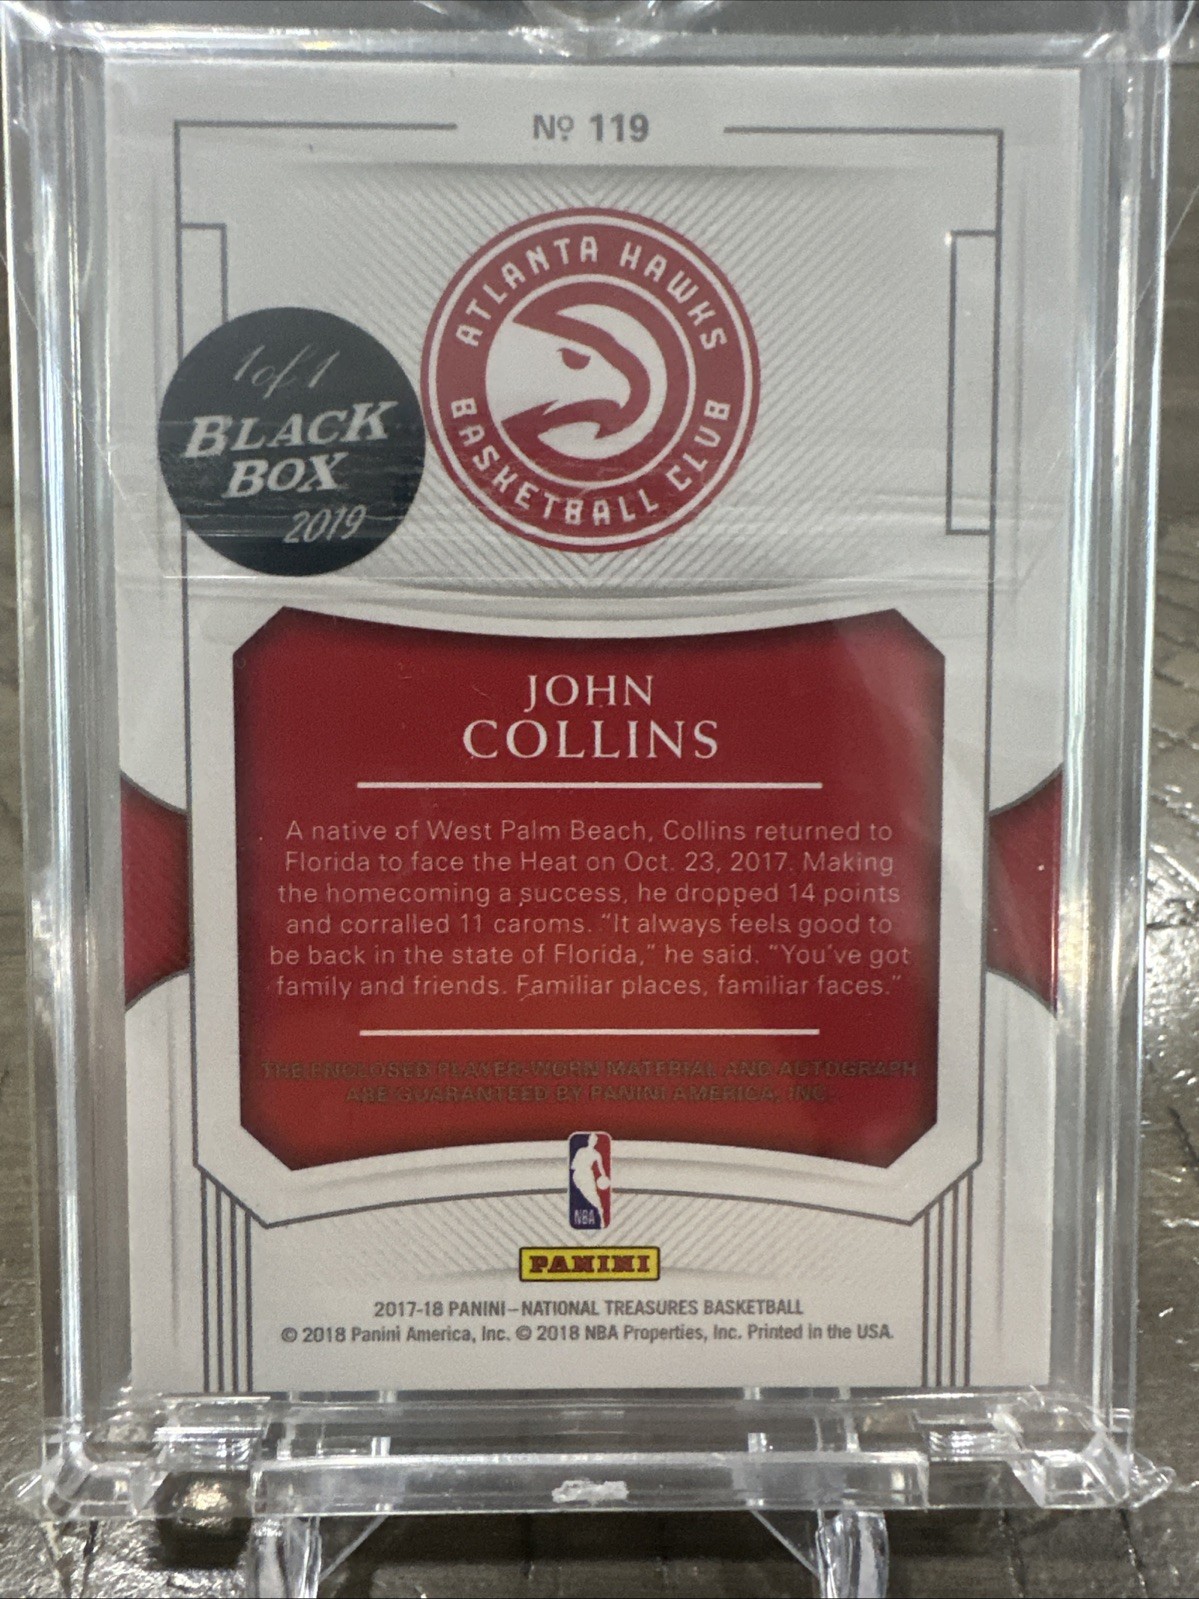 Nº 119
ATLANTA HAWKS
BASKETBALL CLUB
1 of 1
BLACK
BOX
2019
JOHN
COLLINS
A native of West Palm Beach, Collins returned to
Florida to face the Heat on Oct. 23, 2017. Making
the homecoming a success, he dropped 14 points
and corralled 11 caroms. “It always feels good to
be back in the state of Florida,” he said. “You’ve got
family and friends. Familiar places, familiar faces.”
THE ENCLOSED PLAYER-WORN MATERIAL AND AUTOGRAPH
ARE GUARANTEED BY PANINI AMERICA, INC.
NBA
PANINI
2017-18 PANINI–NATIONAL TREASURES BASKETBALL
© 2018 Panini America, Inc. © 2018 NBA Properties, Inc. Printed in the USA.